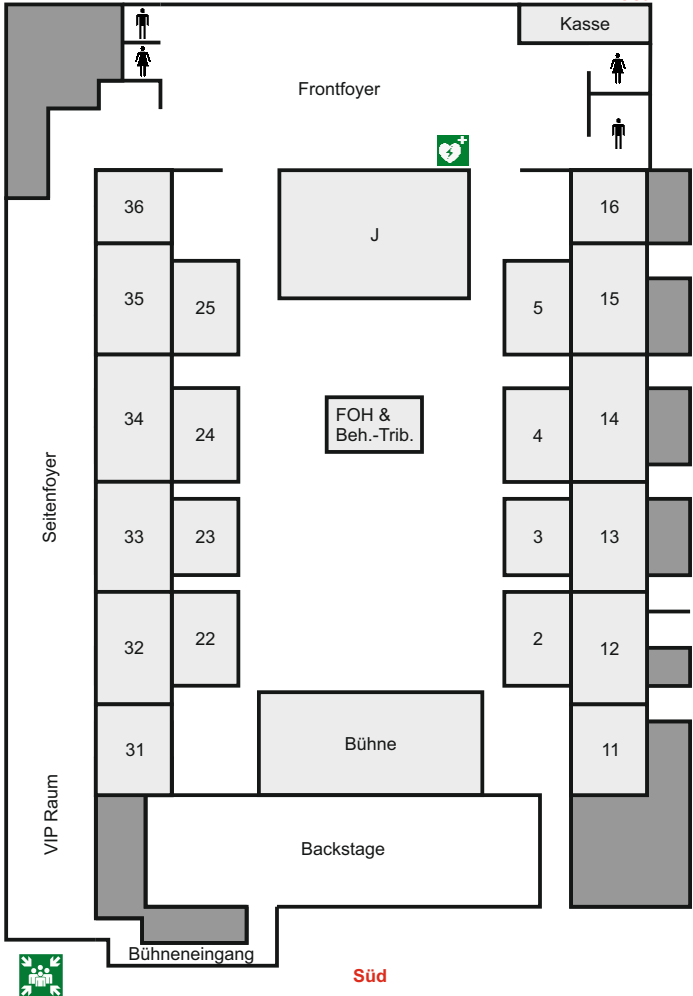 Kasse
Frontfoyer
36
J
16
35
25
5
15
34
24
FOH &
Beh.-Trib.
4
14
Seitenfoyer
33
23
3
13
32
22
2
12
31
Bühne
11
VIP Raum
Backstage
Bühneneingang
Süd